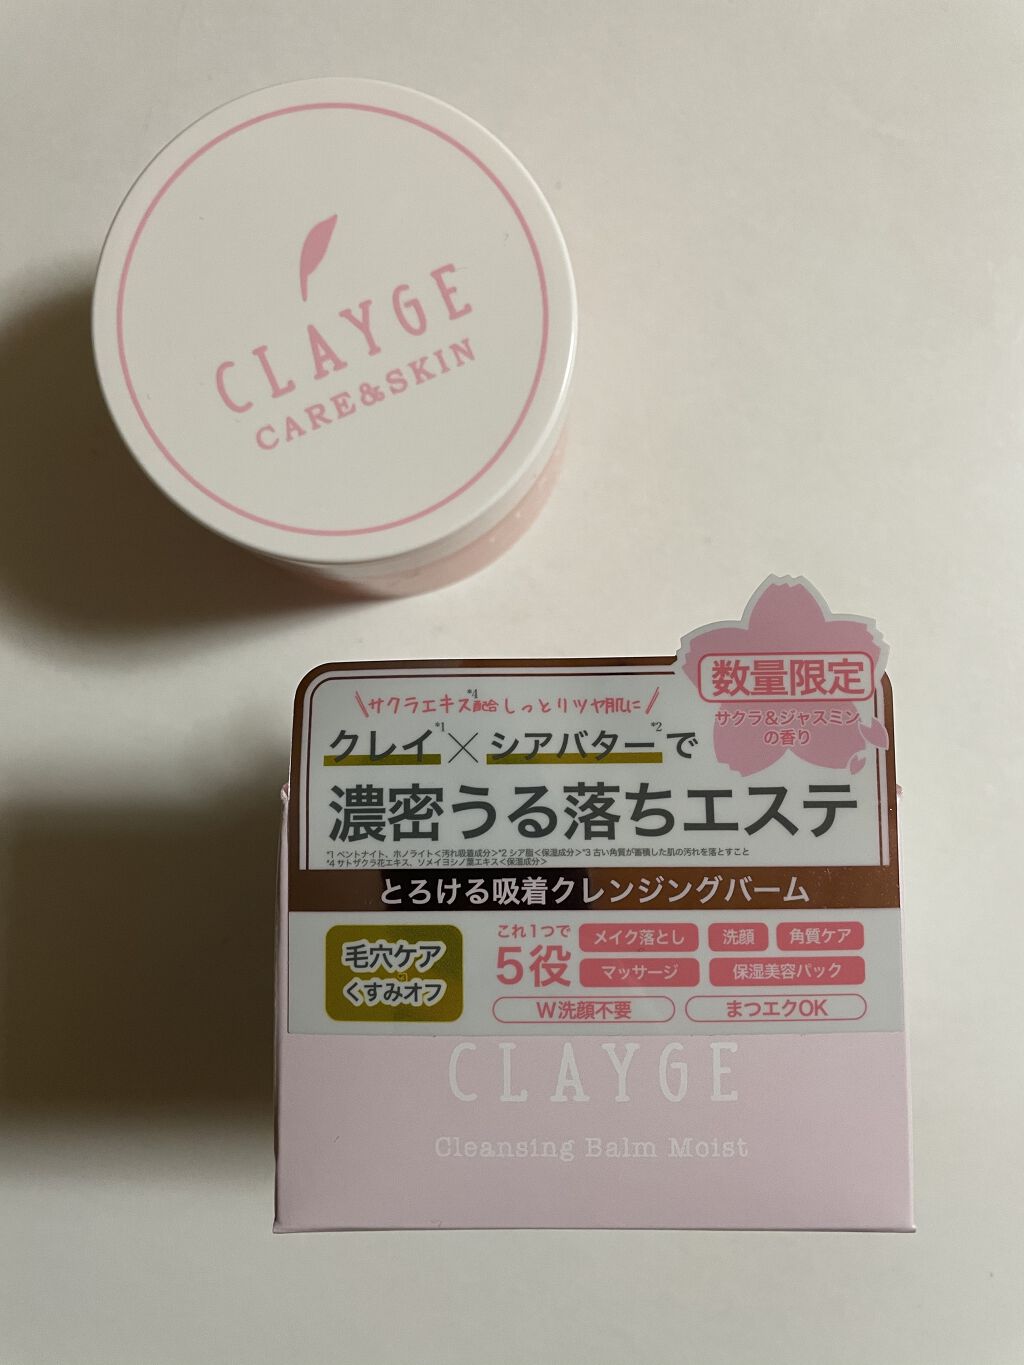 CLAYGE
CARE&SKIN
数量限定
サクラ&ジャスミン
の香り
サクラエキス*4配合しっとりツヤ肌に
クレイ*1×シアバター*2で
濃密うる落ちエステ
*1 ベントナイト、ホノライト<汚れ吸着成分>*2 シア脂<保湿成分>*3 古い角質が蓄積した肌の汚れを落とすこと
*4 サトザクラ花エキス、ソメイヨシノ葉エキス<保湿成分>
とろける吸着クレンジングバーム
毛穴ケア
くすみオフ
これ1つで
5役
メイク落とし
洗顔
角質ケア
マッサージ
保湿美容パック
W洗顔不要
まつエクOK
CLAYGE
Cleansing Balm Moist